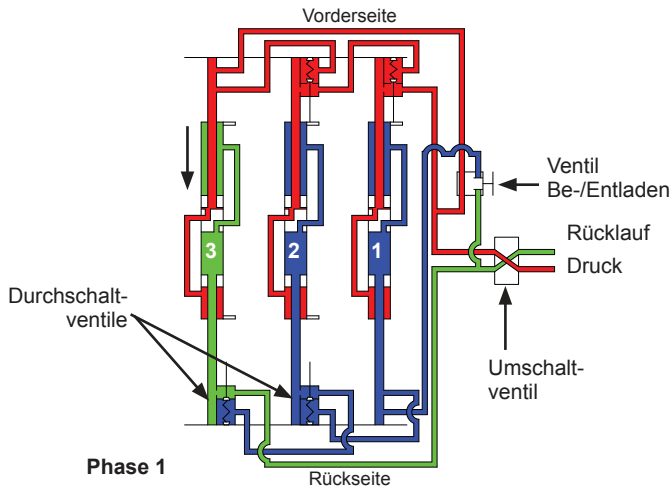 Vorderseite
Ventil
Be-/Entladen
Rücklauf
Druck
3
2
1
Durchschalt-
ventile
Umschalt-
ventil
Phase 1
Rückseite